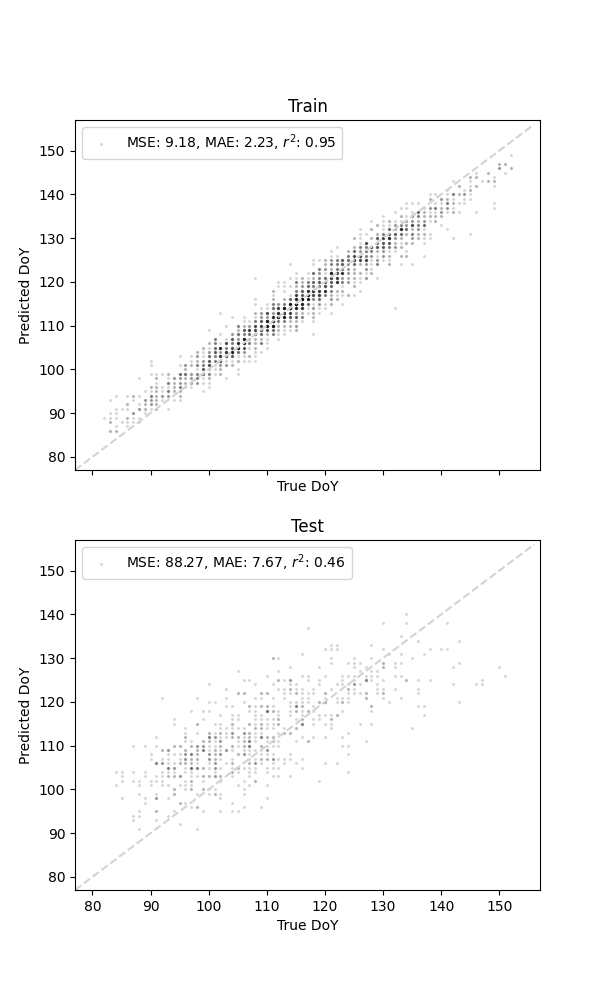 Train
MSE: 9.18, MAE: 2.23, r²: 0.95
150
140
130
120
110
100
90
80
Predicted DoY
True DoY
Test
MSE: 88.27, MAE: 7.67, r²: 0.46
150
140
130
120
110
100
90
80
Predicted DoY
80 90 100 110 120 130 140 150
True DoY